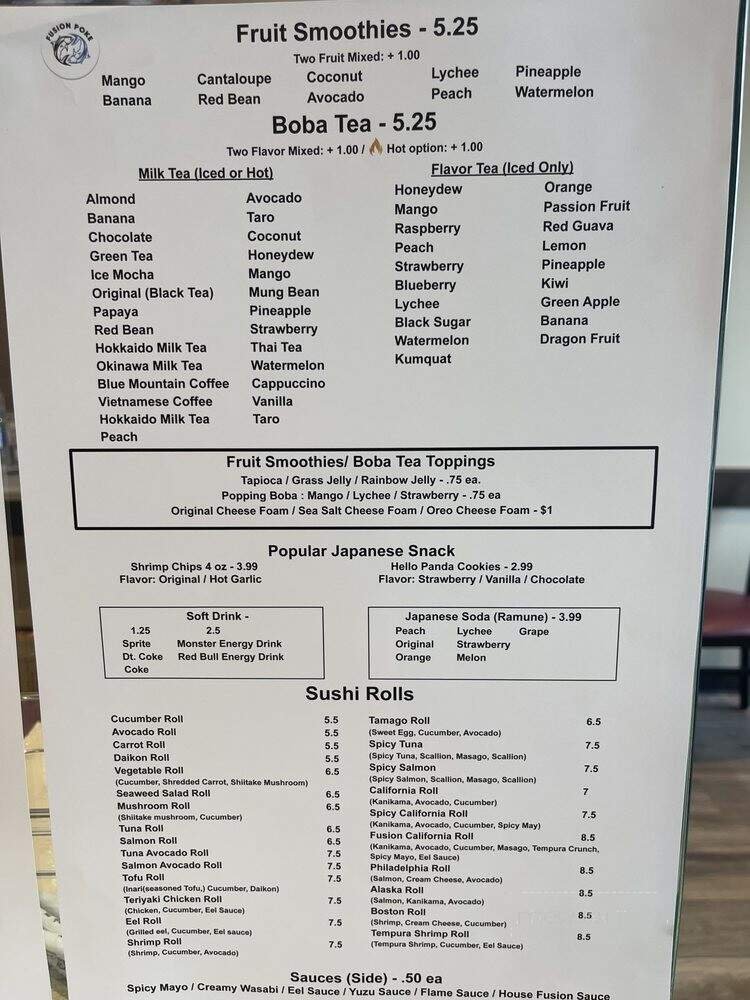 FUSION POKE
Fruit Smoothies - 5.25
Two Fruit Mixed: + 1.00
Mango Cantaloupe Coconut Lychee Pineapple
Banana Red Bean Avocado Peach Watermelon
Boba Tea - 5.25
Two Flavor Mixed: + 1.00 / 🔥 Hot option: + 1.00
Milk Tea (Iced or Hot)
Almond Avocado
Banana Taro
Chocolate Coconut
Green Tea Honeydew
Ice Mocha Mango
Original (Black Tea) Mung Bean
Papaya Pineapple
Red Bean Strawberry
Hokkaido Milk Tea Thai Tea
Okinawa Milk Tea Watermelon
Blue Mountain Coffee Cappuccino
Vietnamese Coffee Vanilla
Hokkaido Milk Tea Taro
Peach
Flavor Tea (Iced Only)
Honeydew Orange
Mango Passion Fruit
Raspberry Red Guava
Peach Lemon
Strawberry Pineapple
Blueberry Kiwi
Lychee Green Apple
Black Sugar Banana
Watermelon Dragon Fruit
Kumquat
Fruit Smoothies/ Boba Tea Toppings
Tapioca / Grass Jelly / Rainbow Jelly - .75 ea.
Popping Boba : Mango / Lychee / Strawberry - .75 ea
Original Cheese Foam / Sea Salt Cheese Foam / Oreo Cheese Foam - $1
Popular Japanese Snack
Shrimp Chips 4 oz - 3.99
Flavor: Original / Hot Garlic
Hello Panda Cookies - 2.99
Flavor: Strawberry / Vanilla / Chocolate
Soft Drink -
1.25 2.5
Sprite Monster Energy Drink
Dt. Coke Red Bull Energy Drink
Coke
Japanese Soda (Ramune) - 3.99
Peach Lychee Grape
Original Strawberry
Orange Melon
Sushi Rolls
Cucumber Roll 5.5
Avocado Roll 5.5
Carrot Roll 5.5
Daikon Roll 5.5
Vegetable Roll 6.5
(Cucumber, Shredded Carrot, Shiitake Mushroom)
Seaweed Salad Roll 6.5
Mushroom Roll 6.5
(Shiitake mushroom, Cucumber)
Tuna Roll 6.5
Salmon Roll 6.5
Tuna Avocado Roll 7.5
Salmon Avocado Roll 7.5
Tofu Roll 7.5
(Inari(seasoned Tofu,) Cucumber, Daikon)
Teriyaki Chicken Roll 7.5
(Chicken, Cucumber, Eel Sauce)
Eel Roll 7.5
(Grilled eel, Cucumber, Eel sauce)
Shrimp Roll 7.5
(Shrimp, Cucumber, Avocado)
Tamago Roll 6.5
(Sweet Egg, Cucumber, Avocado)
Spicy Tuna 7.5
(Spicy Tuna, Scallion, Masago, Scallion)
Spicy Salmon 7.5
(Spicy Salmon, Scallion, Masago, Scallion)
California Roll 7
(Kanikama, Avocado, Cucumber)
Spicy California Roll 7.5
(Kanikama, Avocado, Cucumber, Spicy May)
Fusion California Roll 8.5
(Kanikama, Avocado, Cucumber, Masago, Tempura Crunch,
Spicy Mayo, Eel Sauce)
Philadelphia Roll 8.5
(Salmon, Cream Cheese, Avocado)
Alaska Roll 8.5
(Salmon, Kanikama, Avocado)
Boston Roll 8.5
(Shrimp, Cream Cheese, Cucumber)
Tempura Shrimp Roll 8.5
(Tempura Shrimp, Cucumber, Eel Sauce)
Sauces (Side) - .50 ea
Spicy Mayo / Creamy Wasabi / Eel Sauce / Yuzu Sauce / Flame Sauce / House Fusion Sauce